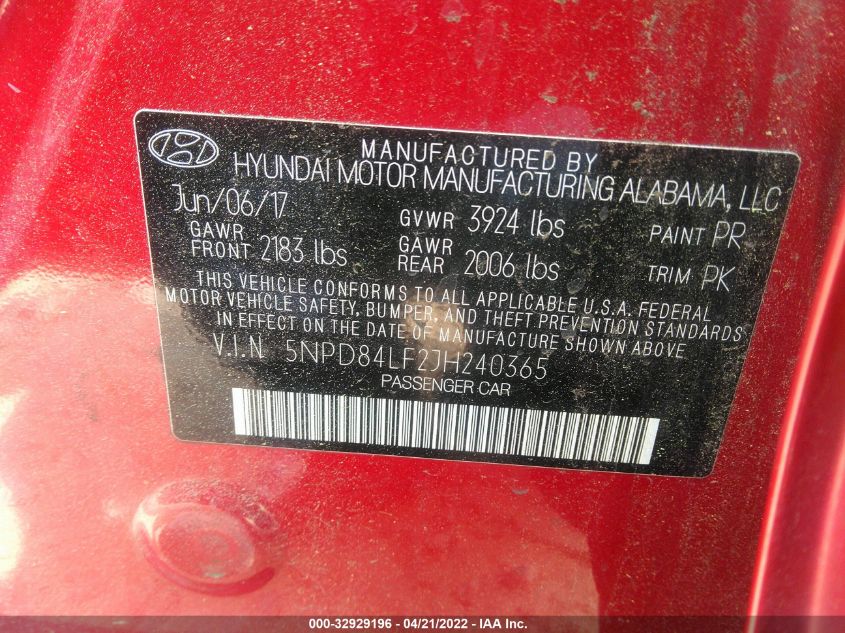 MANUFACTURED BY
HYUNDAI MOTOR MANUFACTURING ALABAMA, LLC
Jun/06/17 GVWR 3924 lbs PAINT PR
GAWR FRONT 2183 lbs GAWR REAR 2006 lbs TRIM PK
THIS VEHICLE CONFORMS TO ALL APPLICABLE U.S.A. FEDERAL
MOTOR VEHICLE SAFETY, BUMPER, AND THEFT PREVENTION STANDARDS
IN EFFECT ON THE DATE OF MANUFACTURE SHOWN ABOVE
V.I.N 5NPD84LF2JH240365
PASSENGER CAR
000-32929196 - 04/21/2022 - IAA Inc.